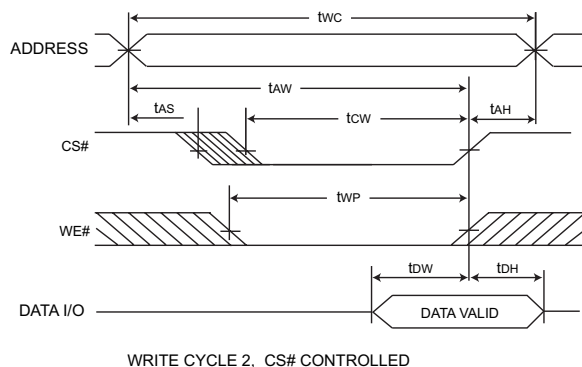 tWC
ADDRESS
tAW
tAS
tCW
tAH
CS#
tWP
WE#
tDW
tDH
DATA I/O
DATA VALID
WRITE CYCLE 2, CS# CONTROLLED